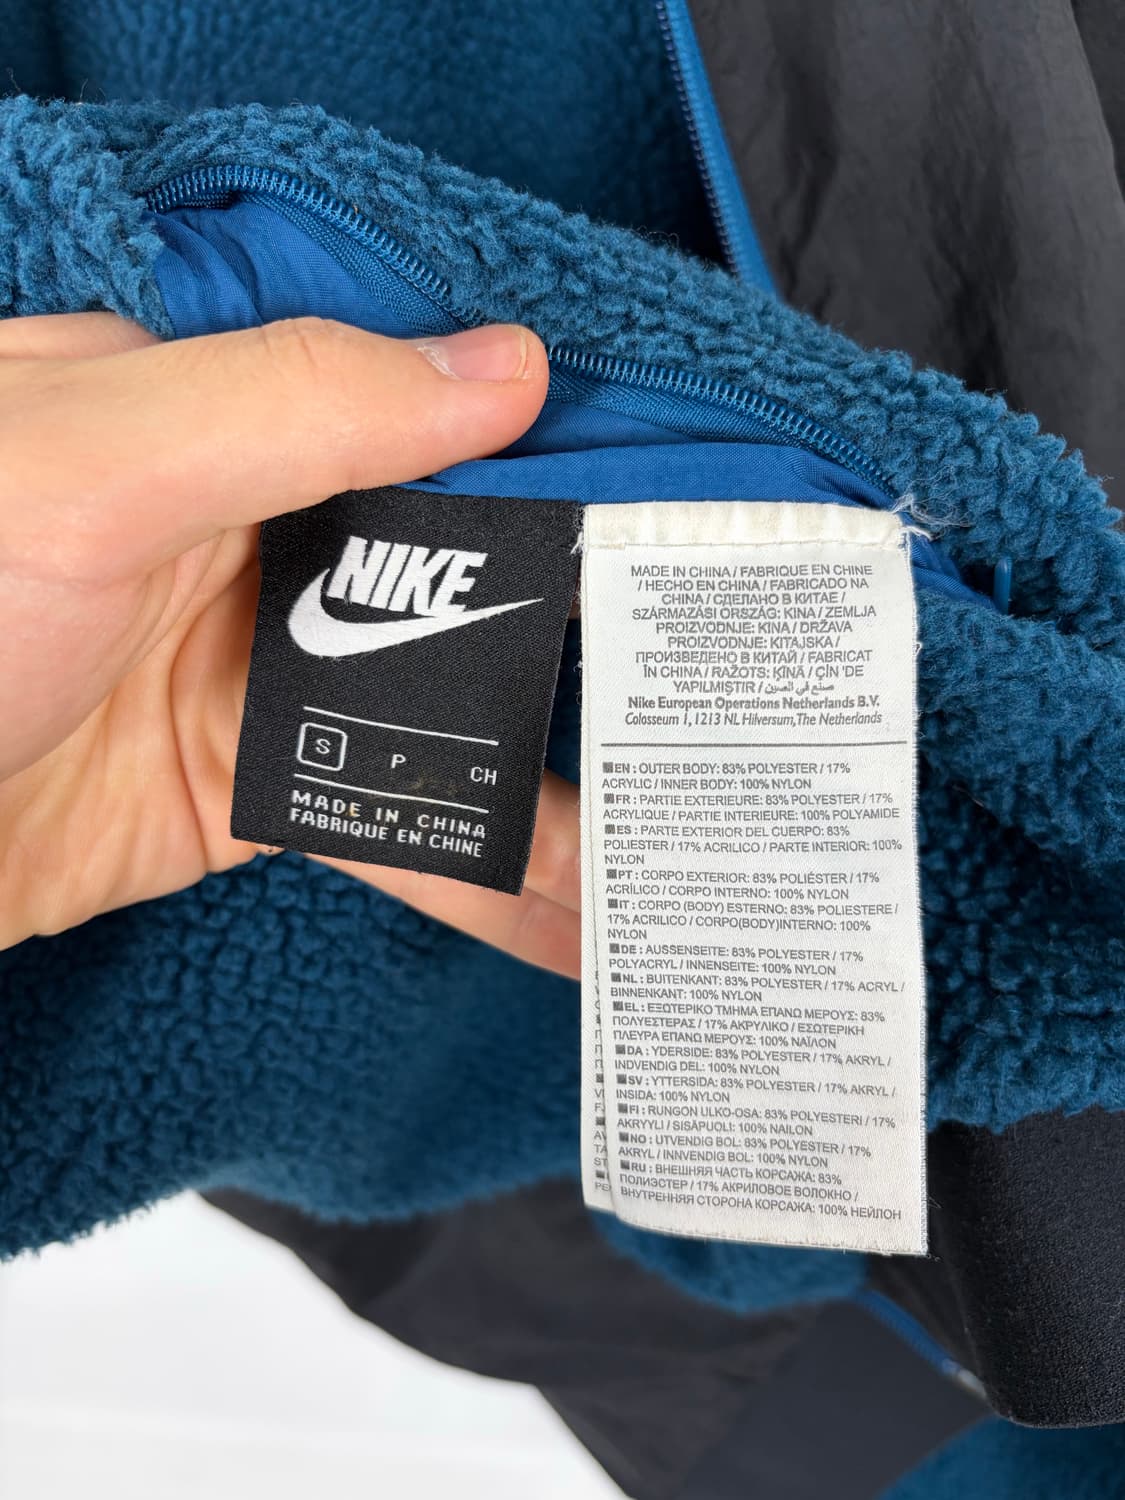 NIKE
S P CH
MADE IN CHINA
FABRIQUE EN CHINE
MADE IN CHINA / FABRIQUE EN CHINE
/ HECHO EN CHINA / FABRICADO NA
CHINA / СДЕЛАНО В КИТАЕ /
SZÁRMAZÁSI ORSZÁG: KINA / ZEMLJA
PROIZVODNJE: KINA / DRŽAVA
PROIZVODNJE: KITAJSKA /
ПРОИЗВЕДЕНО В КИТАЙ / FABRICAT
ÎN CHINA / RAŽOTS: ĶĪNĀ / ÇİN 'DE
YAPILMIŞTIR / صنع في الصين
Nike European Operations Netherlands B.V.
Colosseum 1, 1213 NL Hilversum, The Netherlands
EN : OUTER BODY: 83% POLYESTER / 17%
ACRYLIC / INNER BODY: 100% NYLON
FR : PARTIE EXTERIEURE: 83% POLYESTER / 17%
ACRYLIQUE / PARTIE INTERIEURE: 100% POLYAMIDE
ES : PARTE EXTERIOR DEL CUERPO: 83%
POLIESTER / 17% ACRILICO / PARTE INTERIOR: 100%
NYLON
PT : CORPO EXTERIOR: 83% POLIÉSTER / 17%
ACRÍLICO / CORPO INTERNO: 100% NYLON
IT : CORPO (BODY) ESTERNO: 83% POLIESTERE /
17% ACRILICO / CORPO(BODY)INTERNO: 100%
NYLON
DE : AUSSENSEITE: 83% POLYESTER / 17%
POLYACRYL / INNENSEITE: 100% NYLON
NL : BUITENKANT: 83% POLYESTER / 17% ACRYL /
BINNENKANT: 100% NYLON
EL : ΕΞΩΤΕΡΙΚΟ ΤΜΗΜΑ ΕΠΑΝΩ ΜΕΡΟΥΣ: 83%
ΠΟΛΥΕΣΤΕΡΑΣ / 17% ΑΚΡΥΛΙΚΟ / ΕΣΩΤΕΡΙΚΗ
ΠΛΕΥΡΑ ΕΠΑΝΩ ΜΕΡΟΥΣ: 100% ΝΑΪΛΟΝ
DA : YDERSIDE: 83% POLYESTER / 17% AKRYL /
INDVENDIG DEL: 100% NYLON
SV : YTTERSIDA: 83% POLYESTER / 17% AKRYL /
INSIDA: 100% NYLON
FI : RUNGON ULKO-OSA: 83% POLYESTERI / 17%
AKRYYLI / SISÄPUOLI: 100% NAILON
NO : UTVENDIG BOL: 83% POLYESTER / 17%
AKRYL / INNVENDIG BOL: 100% NYLON
RU : ВНЕШНЯЯ ЧАСТЬ КОРСАЖА: 83%
ПОЛИЭСТЕР / 17% АКРИЛОВОЕ ВОЛОКНО /
ВНУТРЕННЯЯ СТОРОНА КОРСАЖА: 100% НЕЙЛОН